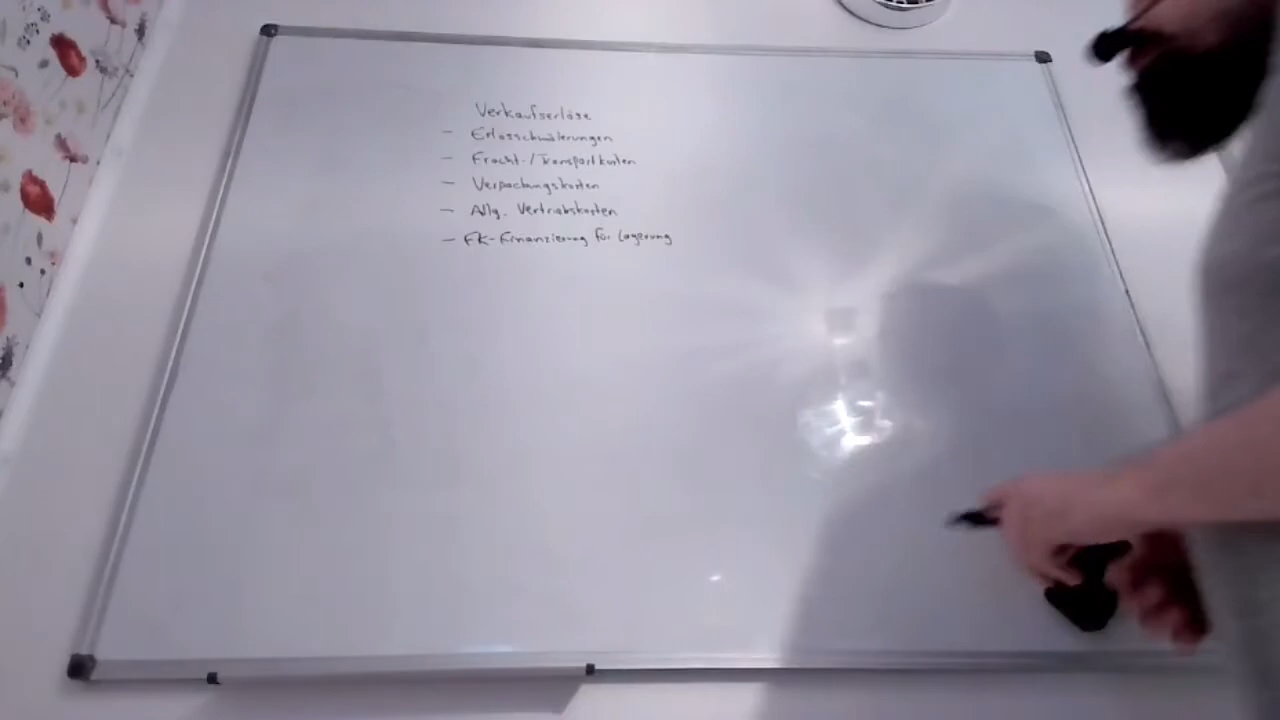 Verkaufserlöse
- Erlösschmälerungen
- Fracht-/Transportkosten
- Verpackungskosten
- Allg. Vertriebskosten
- FK-Finanzierung für Lagerung